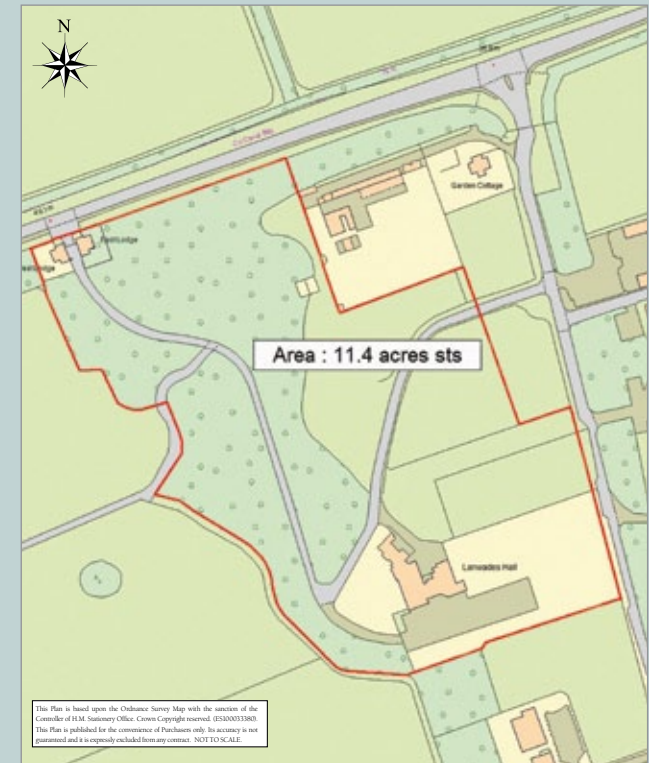 N
Garden Cottage
East Lodge
Area : 11.4 acres sts
Lanwades Hall
This Plan is based upon the Ordnance Survey Map with the sanction of the
Controller of H.M. Stationery Office. Crown Copyright reserved. (ES100033380).
This Plan is published for the convenience of Purchasers only. Its accuracy is not
guaranteed and it is expressly excluded from any contract. NOT TO SCALE.